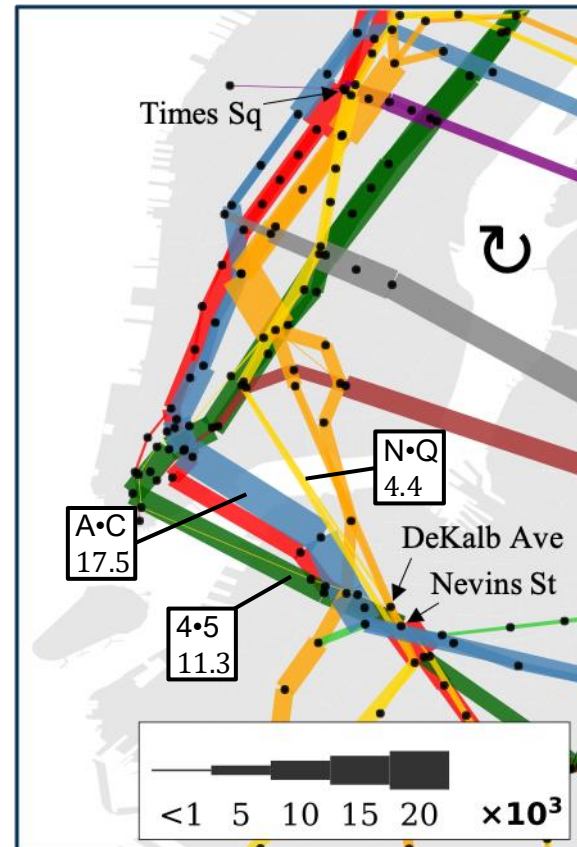 Times Sq
N•Q
4.4
A•C
17.5
DeKalb Ave
Nevins St
4•5
11.3
<1 5 10 15 20 ×10³